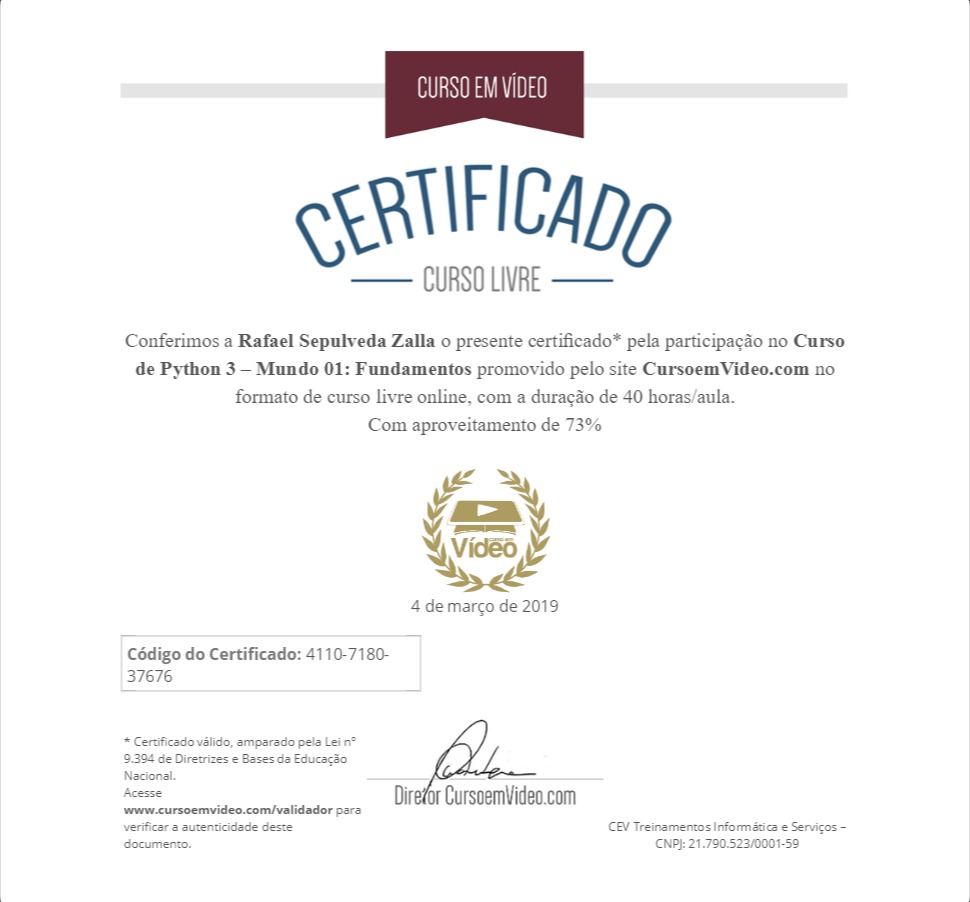 CURSO EM VÍDEO
CERTIFICADO
CURSO LIVRE
Conferimos a Rafael Sepulveda Zalla o presente certificado* pela participação no Curso
de Python 3 – Mundo 01: Fundamentos promovido pelo site CursoemVideo.com no
formato de curso livre online, com a duração de 40 horas/aula.
Com aproveitamento de 73%
curso em
Vídeo
4 de março de 2019
Código do Certificado: 4110-7180-
37676
* Certificado válido, amparado pela Lei nº
9.394 de Diretrizes e Bases da Educação
Nacional.
Acesse
www.cursoemvideo.com/validador para
verificar a autenticidade deste
documento.
Diretor CursoemVideo.com
CEV Treinamentos Informática e Serviços –
CNPJ: 21.790.523/0001-59